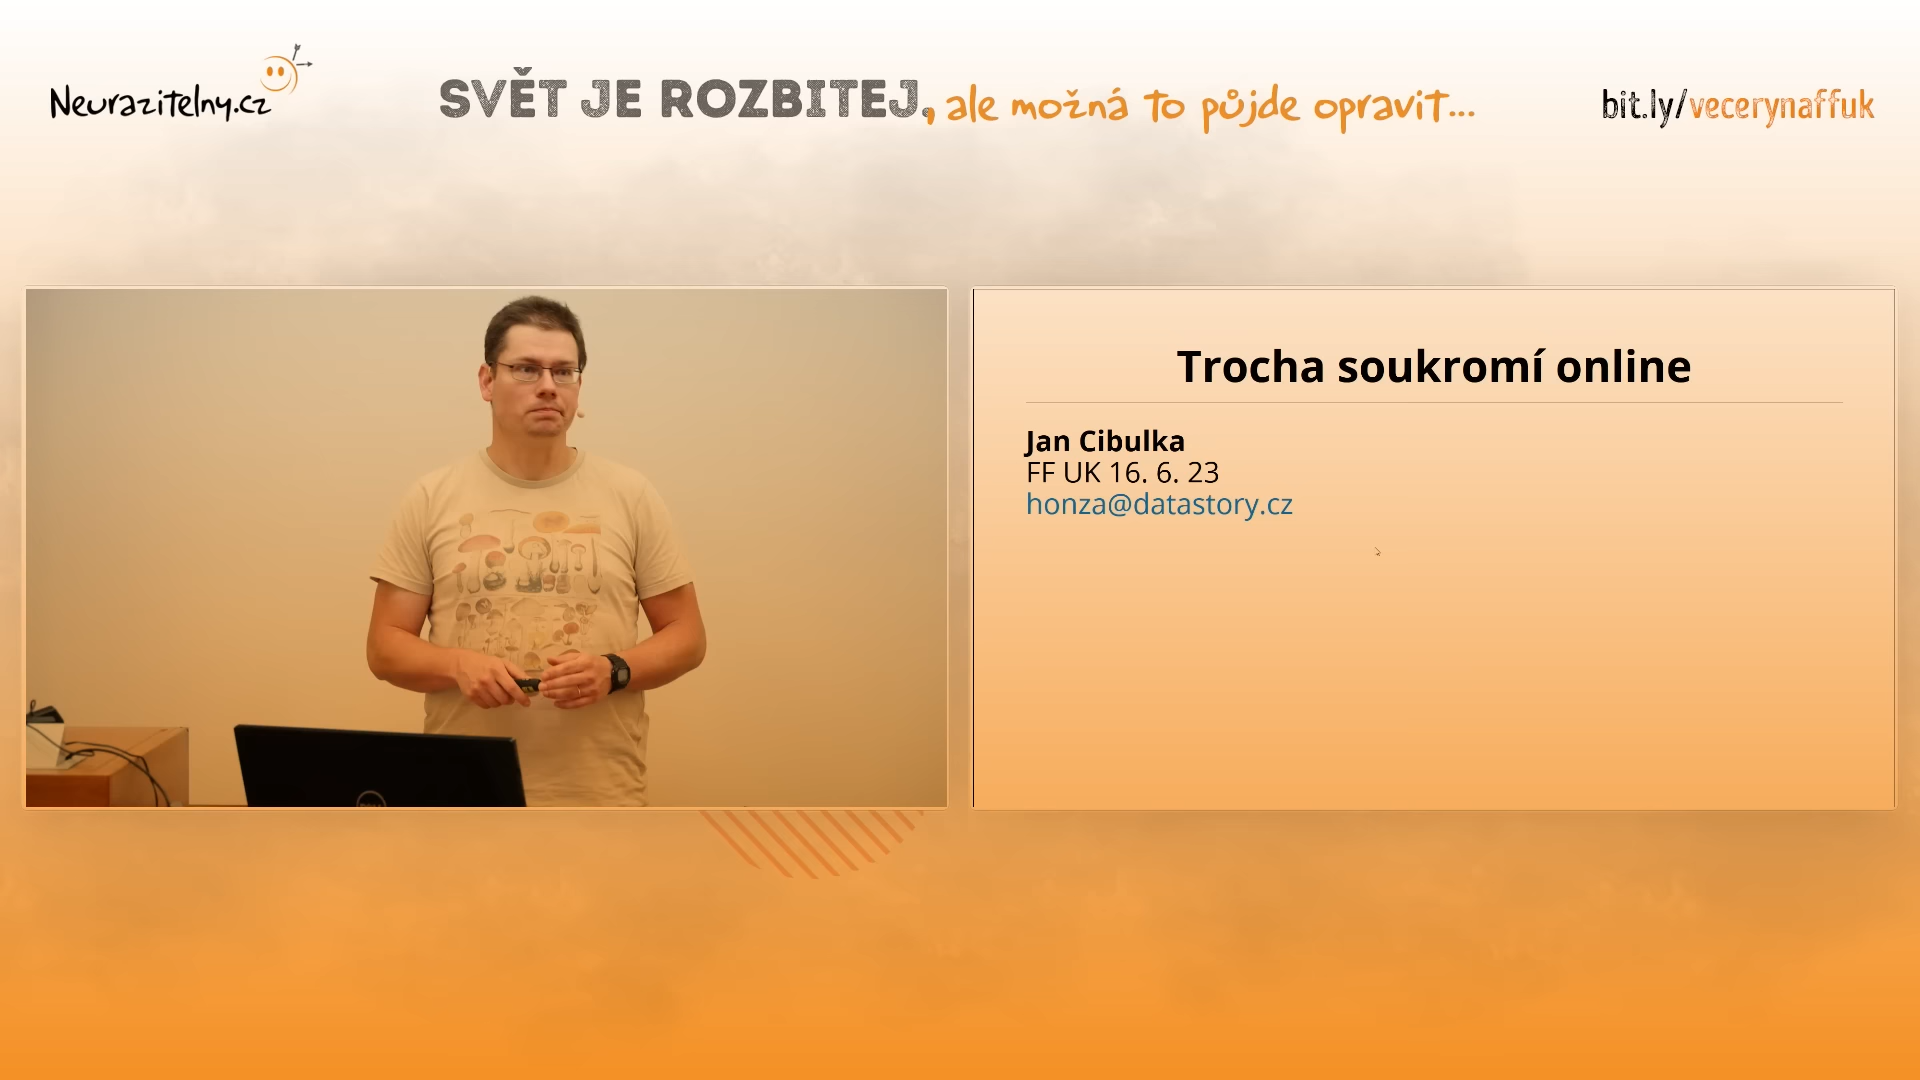 Neurazitelny.cz
SVĚT JE ROZBITEJ, ale možná to půjde opravit...
bit.ly/vecerynaffuk
Trocha soukromí online
Jan Cibulka
FF UK 16. 6. 23
honza@datastory.cz
DELL